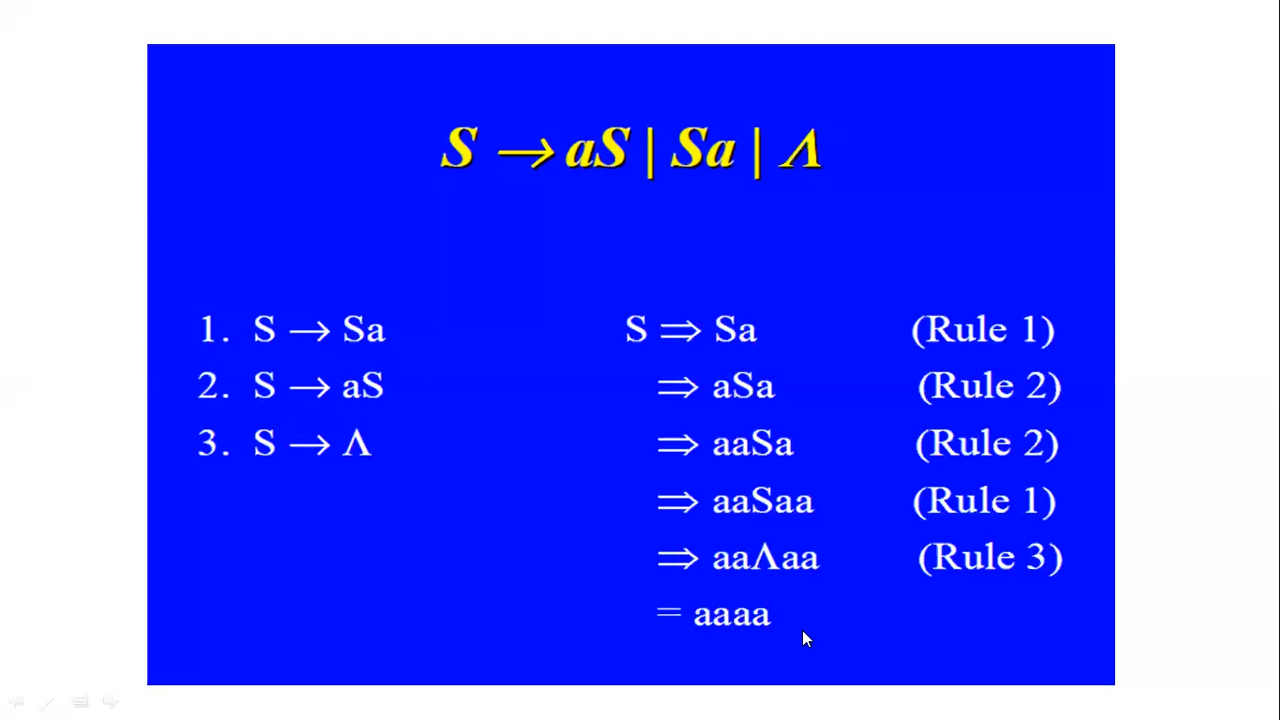 S → aS | Sa | Λ
1. S → Sa S ⇒ Sa (Rule 1)
2. S → aS ⇒ aSa (Rule 2)
3. S → Λ ⇒ aaSa (Rule 2)
⇒ aaSaa (Rule 1)
⇒ aaΛaa (Rule 3)
= aaaa